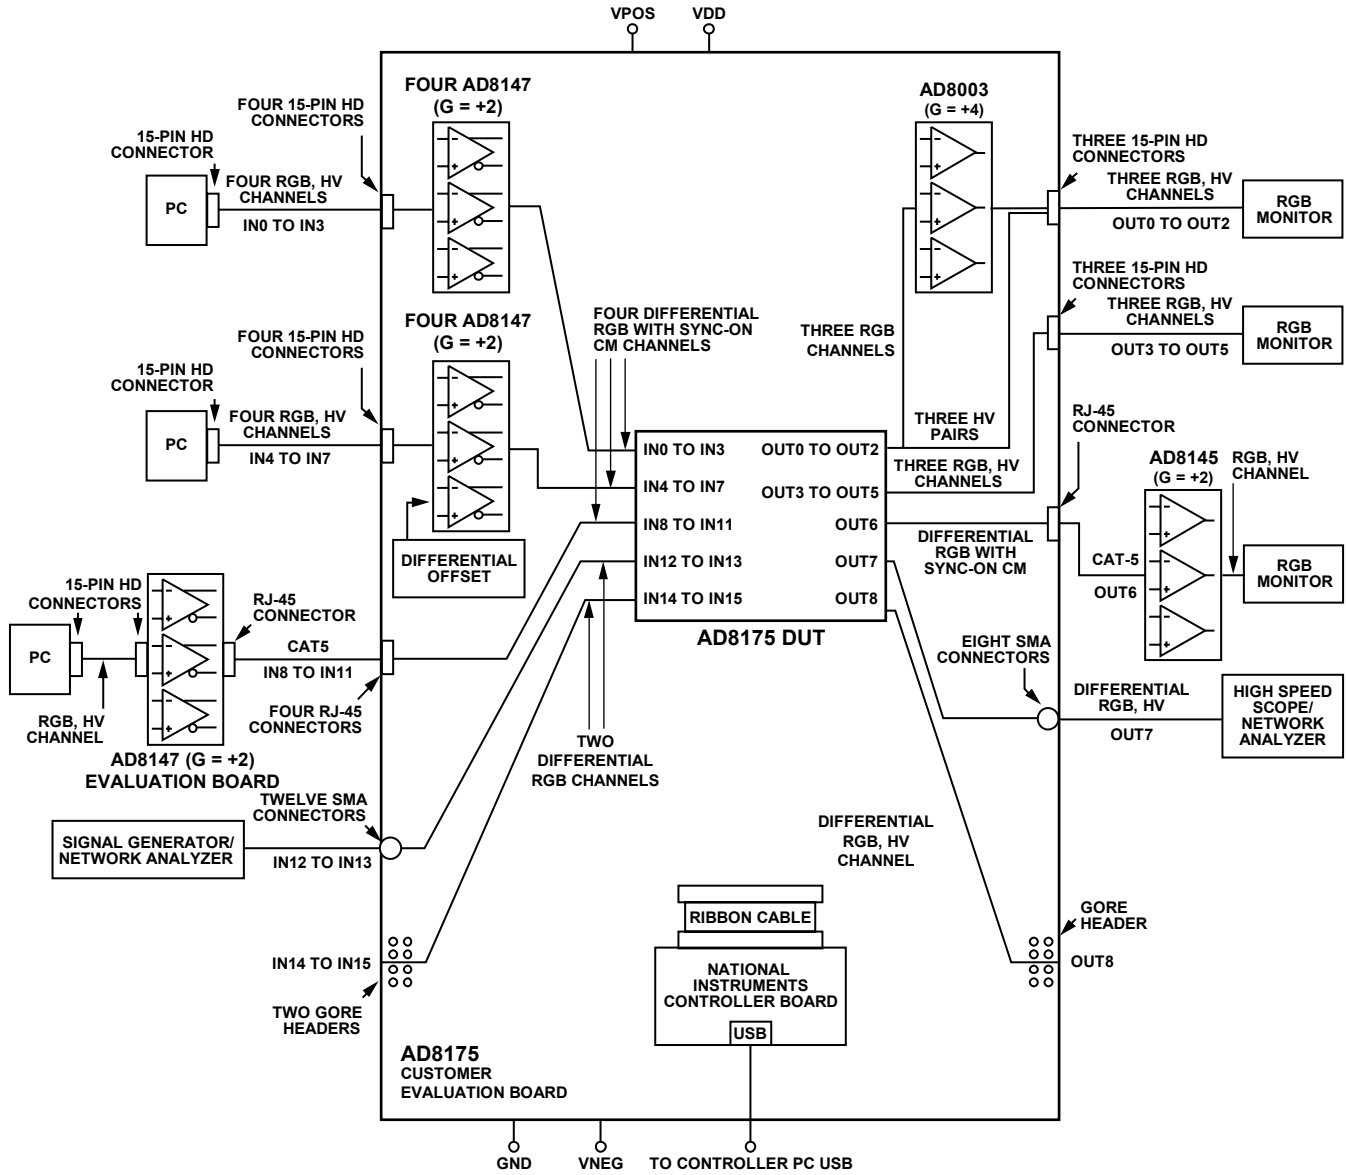 VPOS
VDD
FOUR AD8147
(G = +2)
FOUR 15-PIN HD
CONNECTORS
15-PIN HD
CONNECTOR
PC
FOUR RGB, HV
CHANNELS
IN0 TO IN3
AD8003
(G = +4)
THREE 15-PIN HD
CONNECTORS
THREE RGB, HV
CHANNELS
OUT0 TO OUT2
RGB
MONITOR
THREE 15-PIN HD
CONNECTORS
THREE RGB, HV
CHANNELS
OUT3 TO OUT5
RGB
MONITOR
FOUR AD8147
(G = +2)
FOUR 15-PIN HD
CONNECTORS
15-PIN HD
CONNECTOR
PC
FOUR RGB, HV
CHANNELS
IN4 TO IN7
DIFFERENTIAL
OFFSET
FOUR DIFFERENTIAL
RGB WITH SYNC-ON
CM CHANNELS
THREE RGB
CHANNELS
THREE HV
PAIRS
THREE RGB, HV
CHANNELS
IN0 TO IN3
IN4 TO IN7
IN8 TO IN11
IN12 TO IN13
IN14 TO IN15
OUT0 TO OUT2
OUT3 TO OUT5
OUT6
OUT7
OUT8
AD8175 DUT
DIFFERENTIAL
RGB WITH
SYNC-ON CM
RJ-45
CONNECTOR
CAT-5
OUT6
AD8145
(G = +2)
RGB, HV
CHANNEL
RGB
MONITOR
15-PIN HD
CONNECTORS
PC
RGB, HV
CHANNEL
RJ-45
CONNECTOR
CAT5
IN8 TO IN11
FOUR RJ-45
CONNECTORS
AD8147 (G = +2)
EVALUATION BOARD
TWO
DIFFERENTIAL
RGB CHANNELS
EIGHT SMA
CONNECTORS
DIFFERENTIAL
RGB, HV
OUT7
HIGH SPEED
SCOPE/
NETWORK
ANALYZER
TWELVE SMA
CONNECTORS
SIGNAL GENERATOR/
NETWORK ANALYZER
IN12 TO IN13
DIFFERENTIAL
RGB, HV
CHANNEL
IN14 TO IN15
TWO GORE
HEADERS
GORE
HEADER
OUT8
RIBBON CABLE
NATIONAL
INSTRUMENTS
CONTROLLER BOARD
USB
AD8175
CUSTOMER
EVALUATION BOARD
GND
VNEG
TO CONTROLLER PC USB